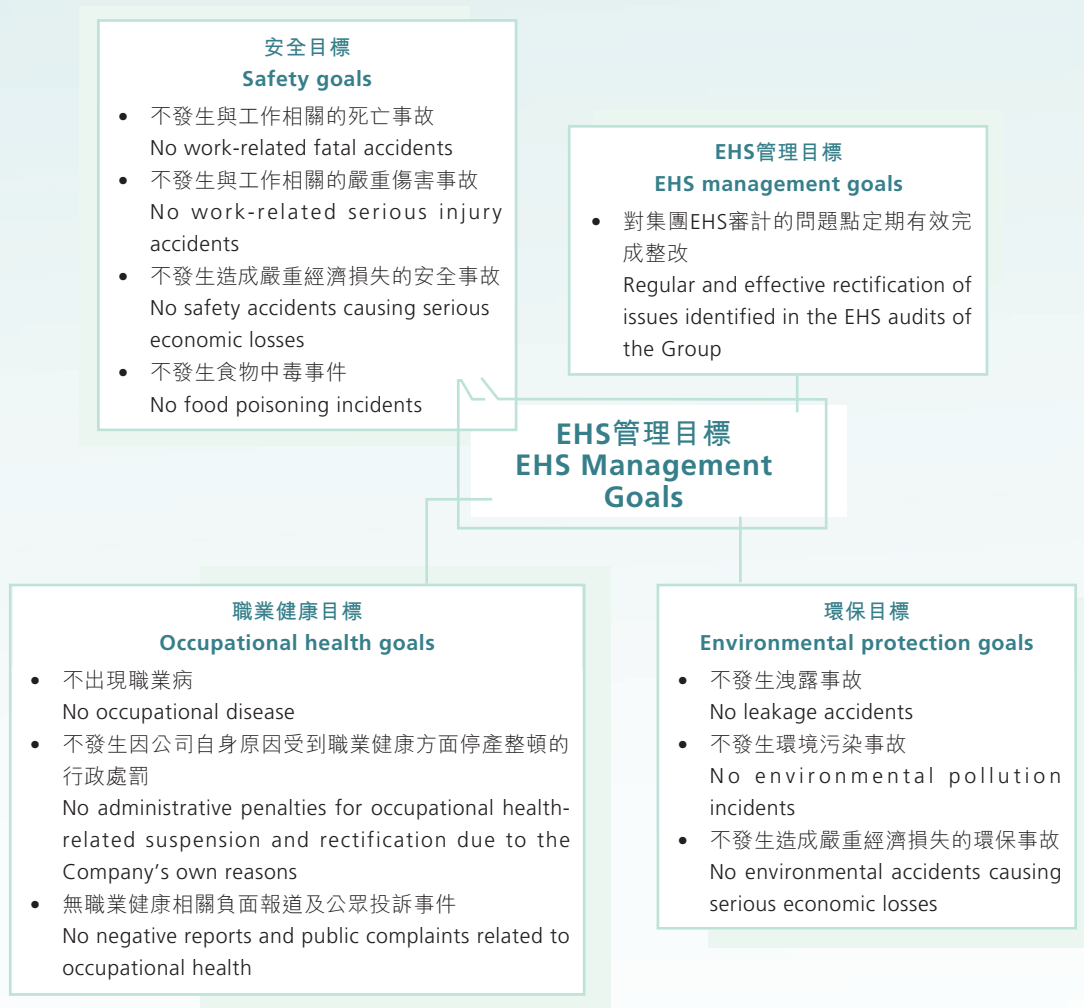 安全目標
Safety goals
• 不發生與工作相關的死亡事故
No work-related fatal accidents
• 不發生與工作相關的嚴重傷害事故
No work-related serious injury
accidents
• 不發生造成嚴重經濟損失的安全事故
No safety accidents causing serious
economic losses
• 不發生食物中毒事件
No food poisoning incidents
EHS管理目標
EHS management goals
• 對集團EHS審計的問題點定期有效完
成整改
Regular and effective rectification of
issues identified in the EHS audits of
the Group
EHS管理目標
EHS Management
Goals
職業健康目標
Occupational health goals
• 不出現職業病
No occupational disease
• 不發生因公司自身原因受到職業健康方面停產整頓的
行政處罰
No administrative penalties for occupational health-
related suspension and rectification due to the
Company's own reasons
• 無職業健康相關負面報道及公眾投訴事件
No negative reports and public complaints related to
occupational health
環保目標
Environmental protection goals
• 不發生洩露事故
No leakage accidents
• 不發生環境污染事故
No environmental pollution
incidents
• 不發生造成嚴重經濟損失的環保事故
No environmental accidents causing
serious economic losses